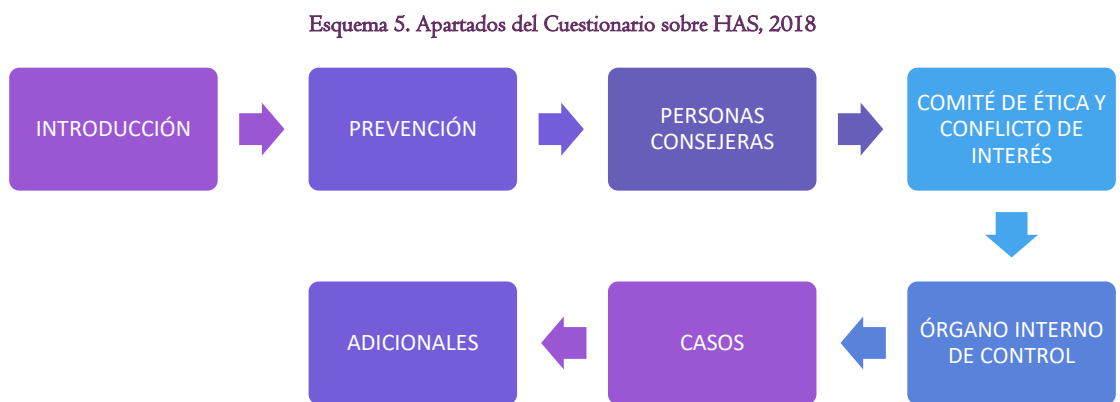 Esquema 5. Apartados del Cuestionario sobre HAS, 2018
INTRODUCCIÓN
PREVENCIÓN
PERSONAS
CONSEJERAS
COMITÉ DE ÉTICA Y
CONFLICTO DE
INTERÉS
ÓRGANO INTERNO
DE CONTROL
CASOS
ADICIONALES